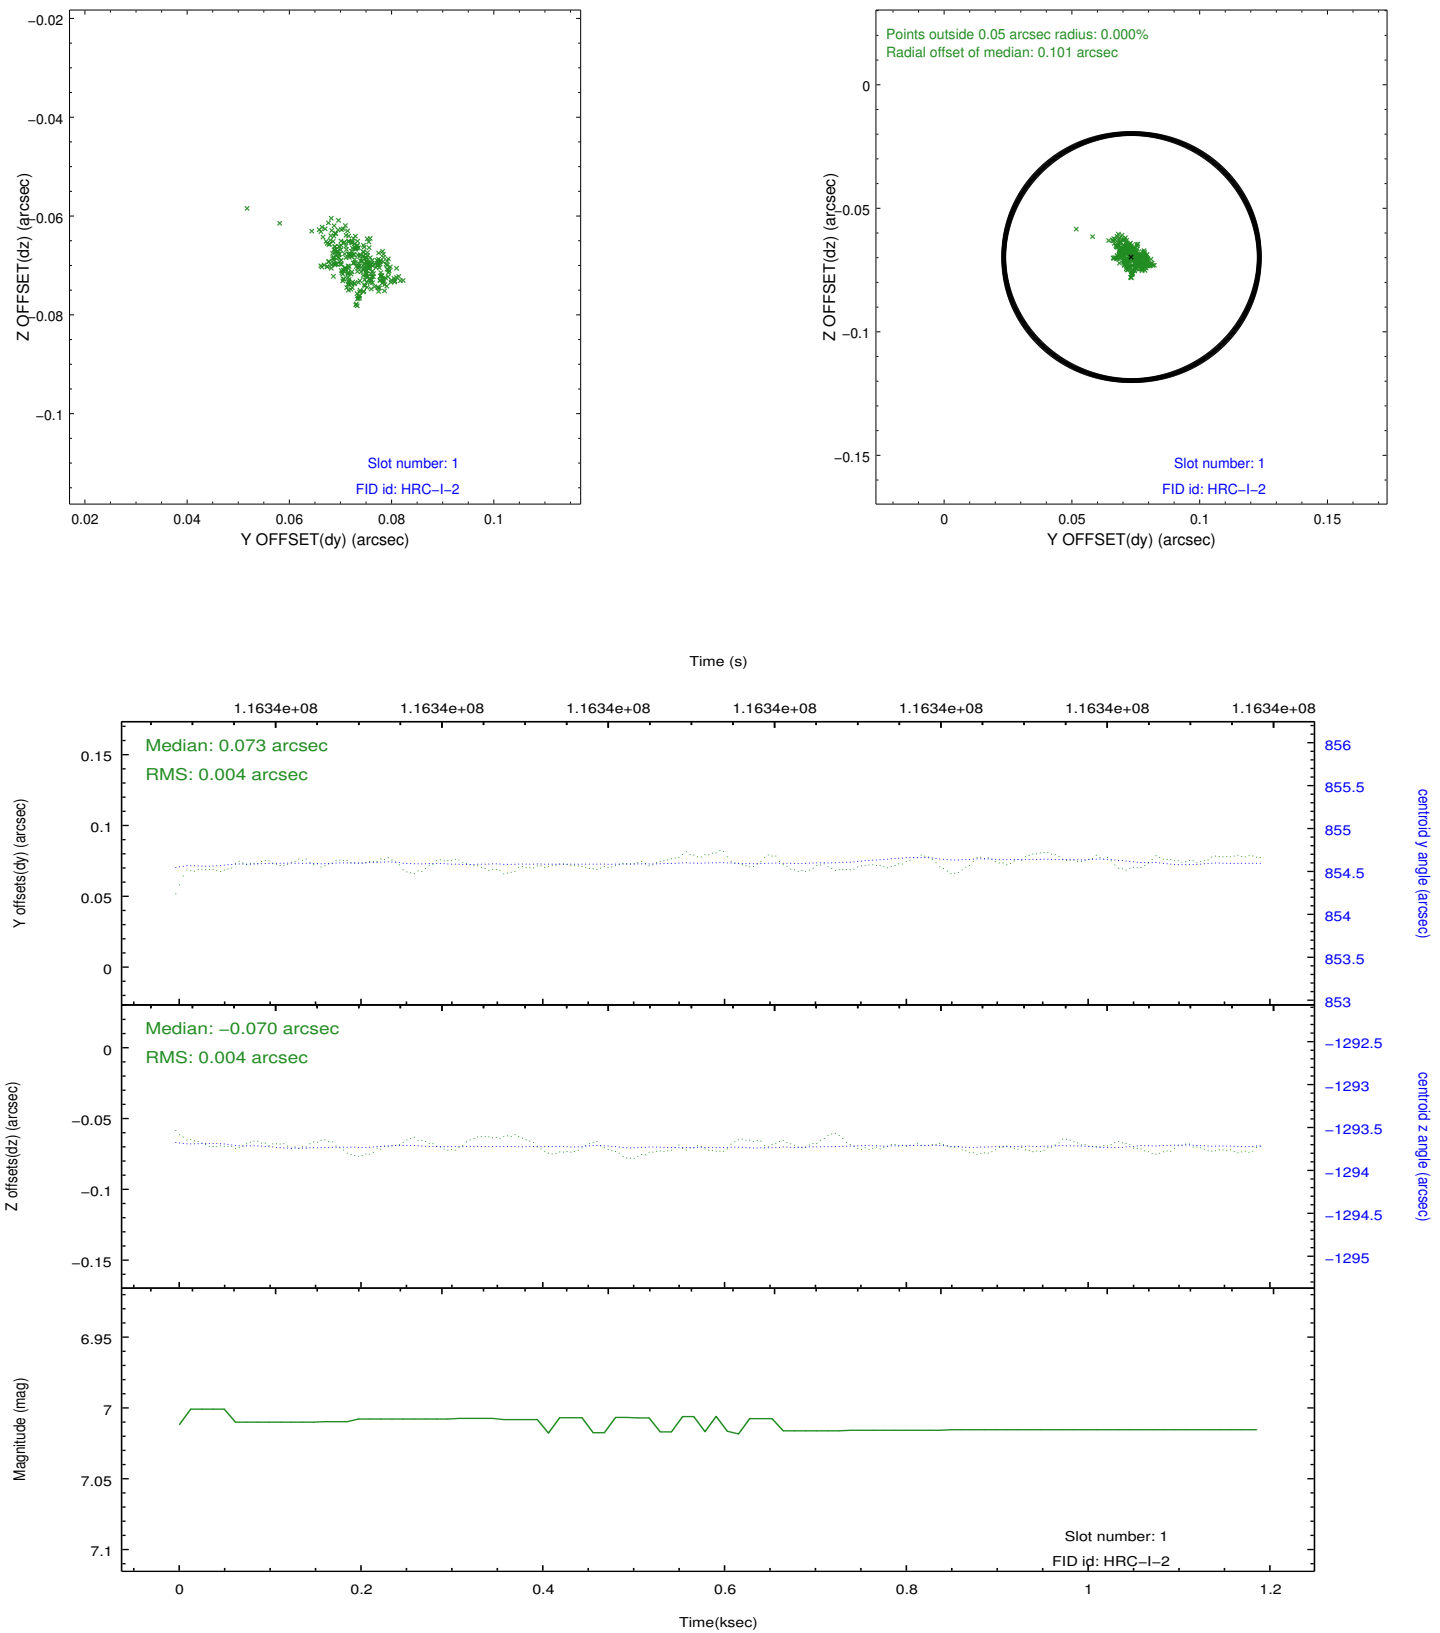 −0.02
−0.04
−0.06
−0.08
−0.1
Z OFFSET(dz) (arcsec)
Slot number: 1
FID id: HRC−I−2
0.02 0.04 0.06 0.08 0.1
Y OFFSET(dy) (arcsec)
Points outside 0.05 arcsec radius: 0.000%
Radial offset of median: 0.101 arcsec
0
−0.05
−0.1
−0.15
Z OFFSET(dz) (arcsec)
Slot number: 1
FID id: HRC−I−2
0 0.05 0.1 0.15
Y OFFSET(dy) (arcsec)
Time (s)
1.1634e+08 1.1634e+08 1.1634e+08 1.1634e+08 1.1634e+08 1.1634e+08 1.1634e+08
Median: 0.073 arcsec
RMS: 0.004 arcsec
0.15
0.1
0.05
0
Y offsets(dy) (arcsec)
856
855.5
855
854.5
854
853.5
853
centroid y angle (arcsec)
Median: −0.070 arcsec
RMS: 0.004 arcsec
0
−0.05
−0.1
−0.15
Z offsets(dz) (arcsec)
−1292.5
−1293
−1293.5
−1294
−1294.5
−1295
centroid z angle (arcsec)
6.95
7
7.05
7.1
Magnitude (mag)
Slot number: 1
FID id: HRC−I−2
0 0.2 0.4 0.6 0.8 1 1.2
Time(ksec)